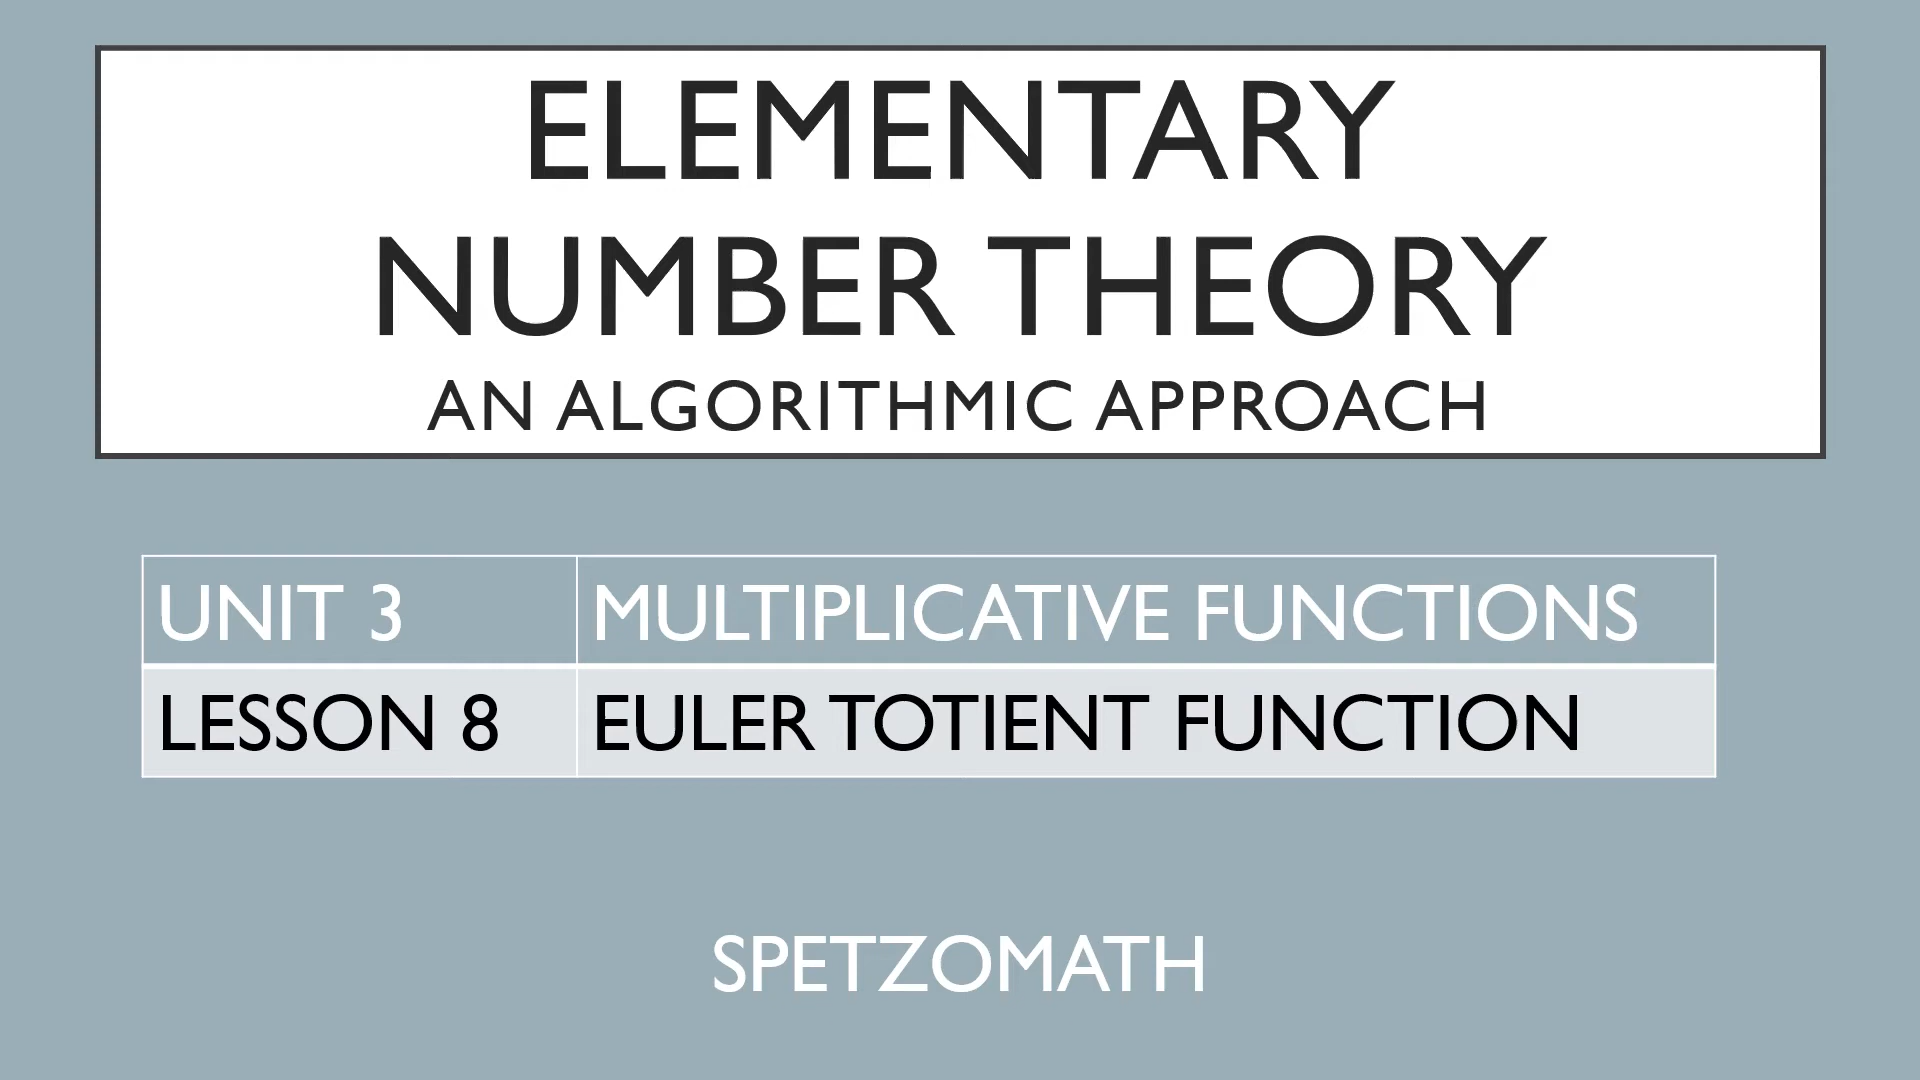 ELEMENTARY
NUMBER THEORY
AN ALGORITHMIC APPROACH
UNIT 3 MULTIPLICATIVE FUNCTIONS
LESSON 8 EULER TOTIENT FUNCTION
SPETZOMATH